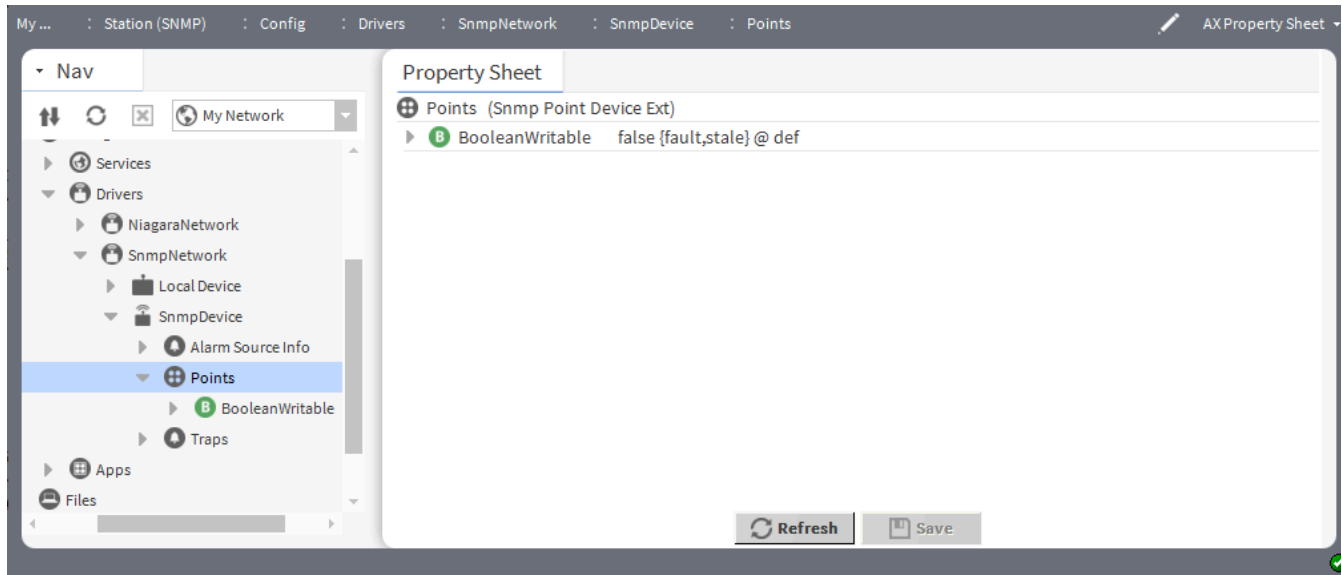 My ... : Station (SNMP) : Config : Drivers : SnmpNetwork : SnmpDevice : Points AX Property Sheet
Nav
My Network
Services
Drivers
NiagaraNetwork
SnmpNetwork
Local Device
SnmpDevice
Alarm Source Info
Points
B BooleanWritable
Traps
Apps
Files
Property Sheet
Points (Snmp Point Device Ext)
B BooleanWritable false {fault,stale} @ def
Refresh Save